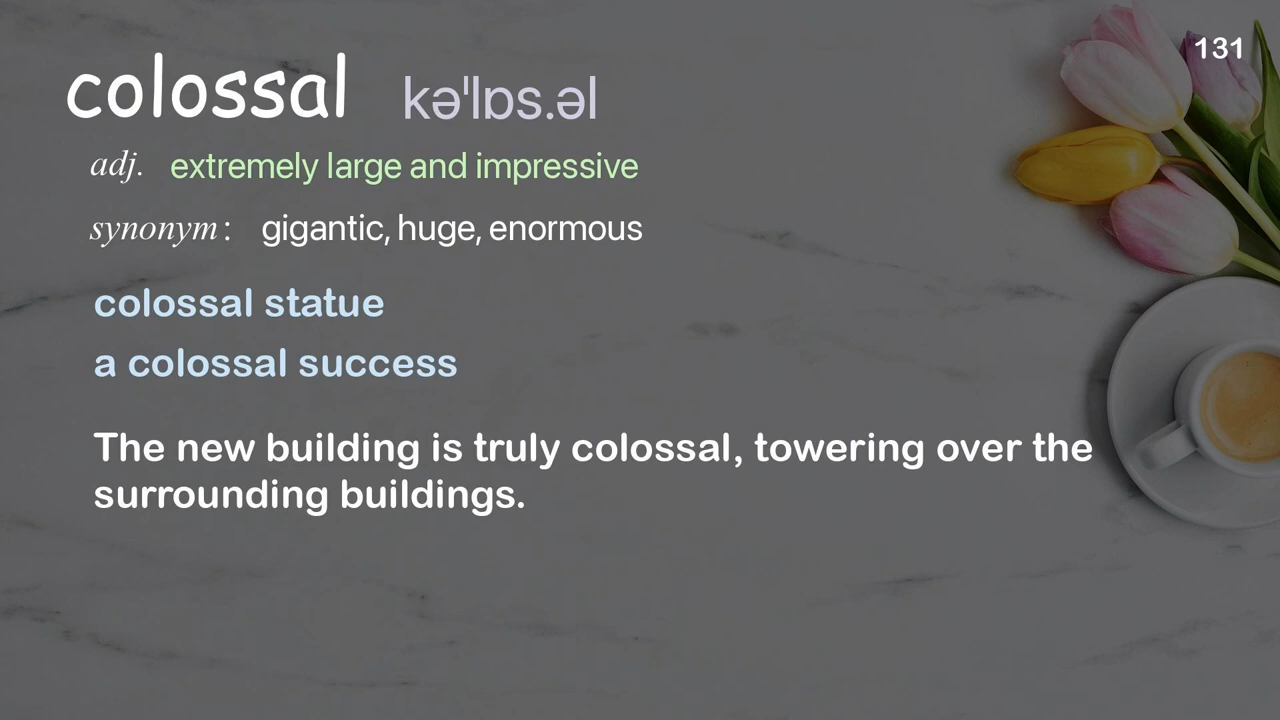 131
colossal kəˈlɒs.əl
adj. extremely large and impressive
synonym: gigantic, huge, enormous
colossal statue
a colossal success
The new building is truly colossal, towering over the
surrounding buildings.